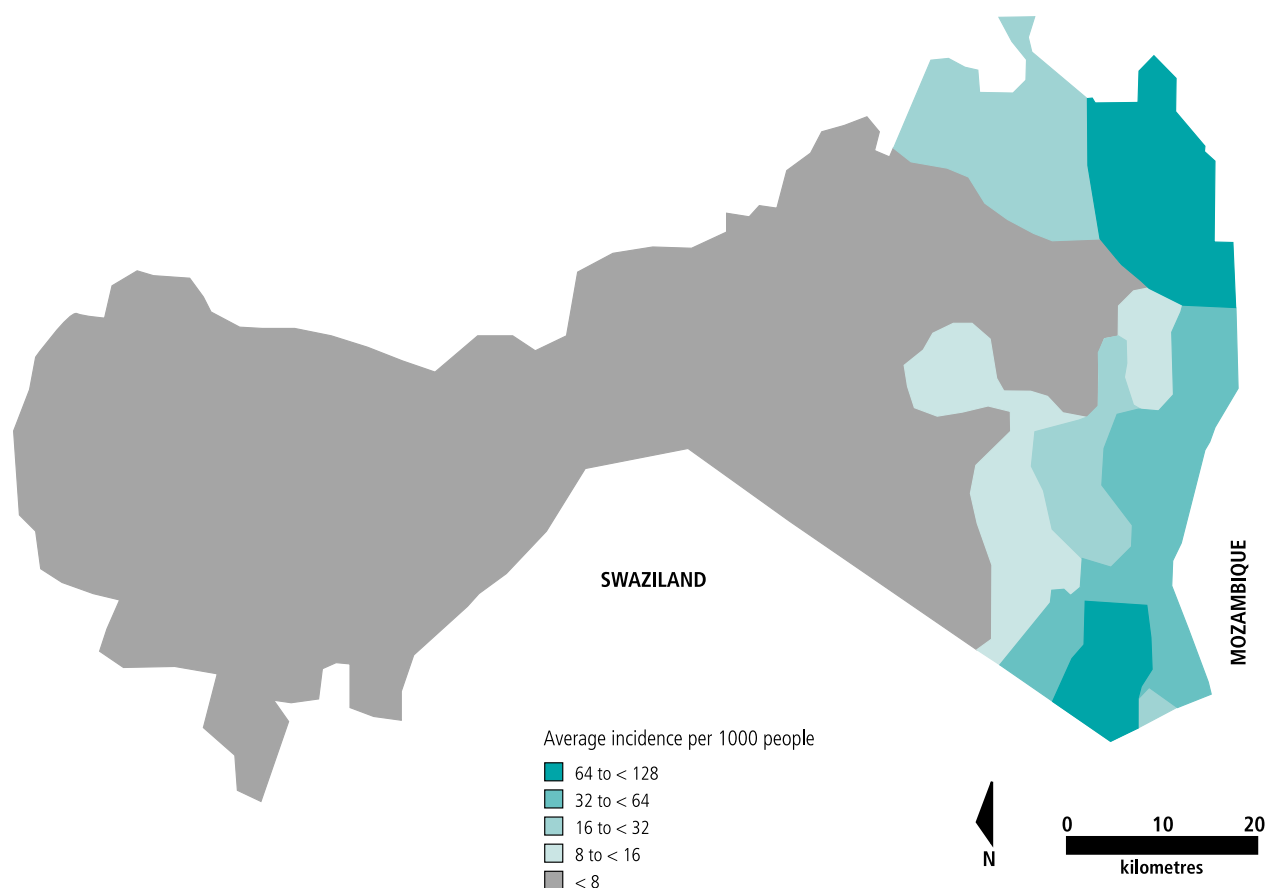 SWAZILAND
MOZAMBIQUE
Average incidence per 1000 people
64 to < 128
32 to < 64
16 to < 32
8 to < 16
< 8
N
0 10 20
kilometres